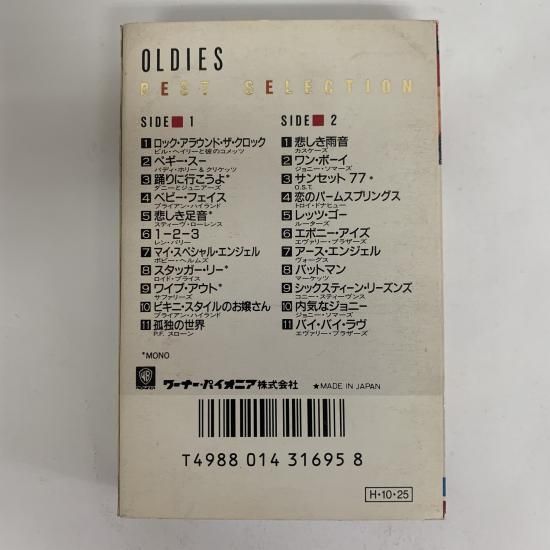 OLDIES
BEST SELECTION
SIDE 1
1 ロック・アラウンド・ザ・クロック
ビル・ヘイリーと彼のコメッツ
2 ペギー・スー
バディ・ホリー&クリケッツ
3 踊りに行こうよ*
ダニーとジュニアーズ
4 ベビー・フェイス
ブライアン・ハイランド
5 悲しき足音*
スティーヴ・ローレンス
6 1-2-3
レン・バリー
7 マイ・スペシャル・エンジェル
ボビー・ヘルムズ
8 スタッガー・リー*
ロイド・プライス
9 ワイプ・アウト*
サファリーズ
10 ビキニ・スタイルのお嬢さん
ブライアン・ハイランド
11 孤独の世界
P.F. スローン
*MONO
SIDE 2
1 悲しき雨音
カスケーズ
2 ワン・ボーイ
ジョニー・ソマーズ
3 サンセット77*
O.S.T.
4 恋のパームスプリングス
トロイ・ドナヒュー
5 レッツ・ゴー
ルーターズ
6 エボニー・アイズ
エヴァリー・ブラザーズ
7 アース・エンジェル
ヴォーグス
8 バットマン
マーケッツ
9 シックスティーン・リーズンズ
コニー・スティーヴンス
10 内気なジョニー
ジョニー・ソマーズ
11 バイ・バイ・ラヴ
エヴァリー・ブラザーズ
ワーナー・パイオニア株式会社
★MADE IN JAPAN
T4988 014 31695 8
H・10・25